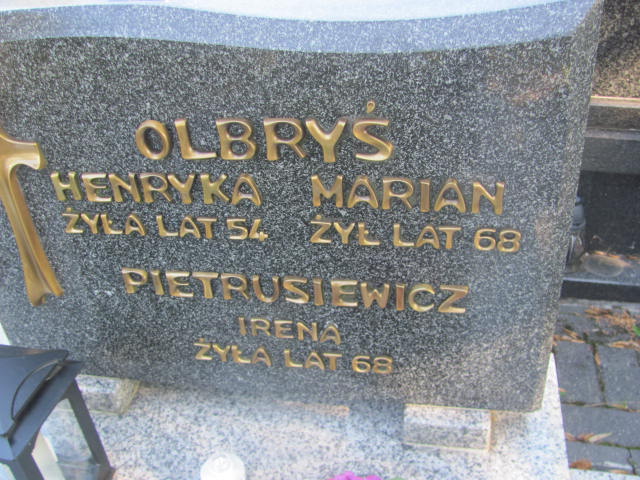 OLBRYŚ
HENRYKA MARIAN
ŻYŁA LAT 54 ŻYŁ LAT 68
PIETRUSIEWICZ
IRENA
ŻYŁA LAT 68